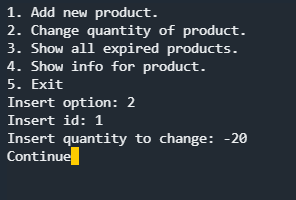 1. Add new product.
2. Change quantity of product.
3. Show all expired products.
4. Show info for product.
5. Exit
Insert option: 2
Insert id: 1
Insert quantity to change: -20
Continue